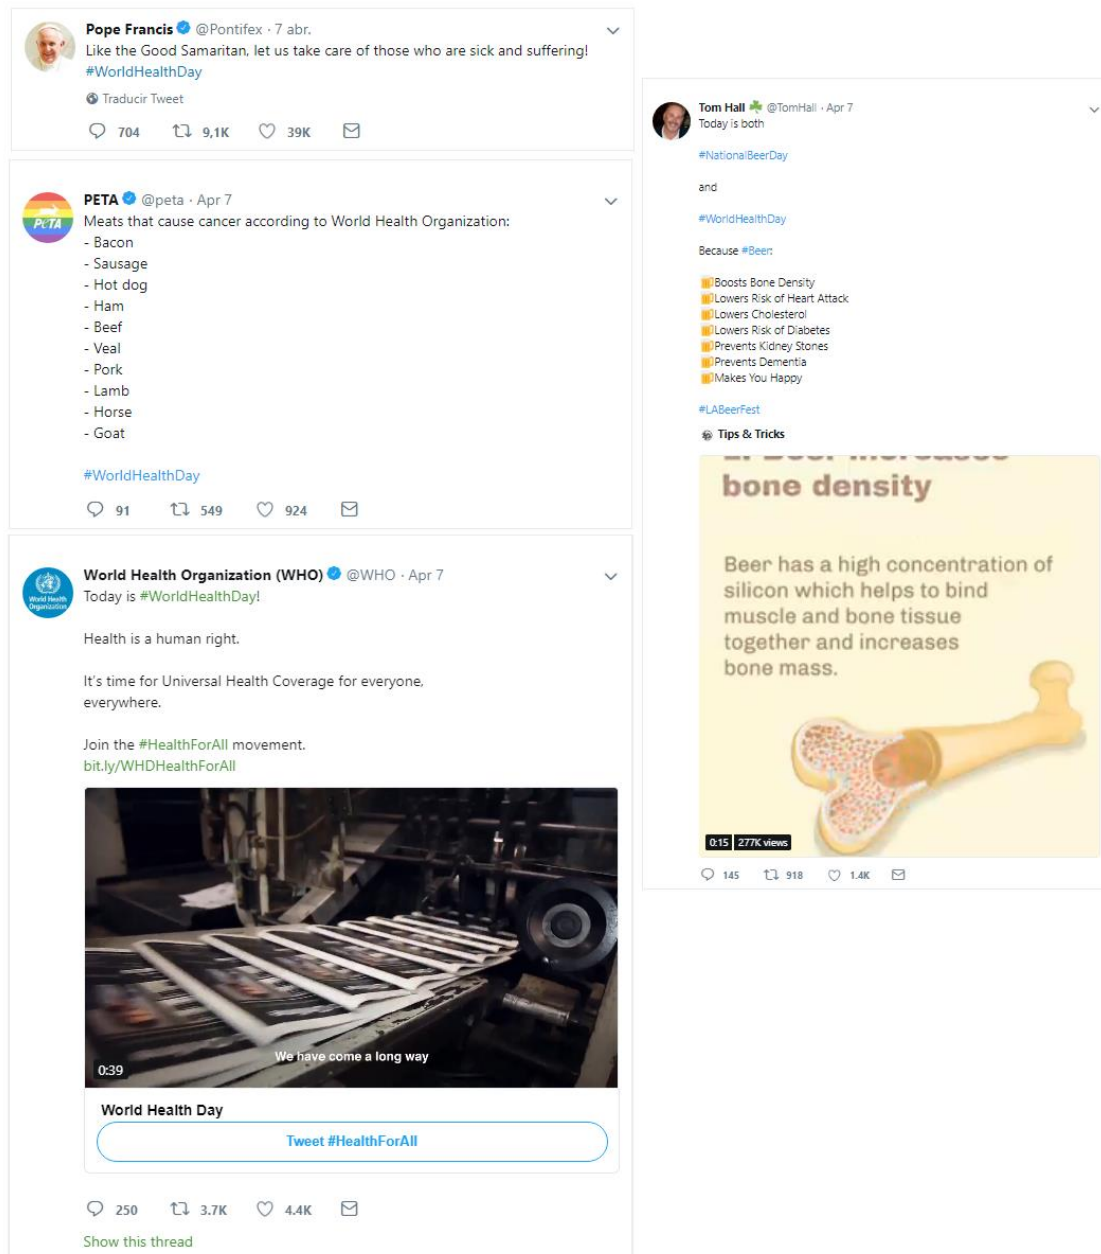 Pope Francis @Pontifex · 7 abr.
Like the Good Samaritan, let us take care of those who are sick and suffering!
#WorldHealthDay
Traducir Tweet
704 9,1K 39K
PETA @peta · Apr 7
PETA
Meats that cause cancer according to World Health Organization:
- Bacon
- Sausage
- Hot dog
- Ham
- Beef
- Veal
- Pork
- Lamb
- Horse
- Goat
#WorldHealthDay
91 549 924
World Health Organization (WHO) @WHO · Apr 7
World Health
Organization
Today is #WorldHealthDay!
Health is a human right.
It's time for Universal Health Coverage for everyone,
everywhere.
Join the #HealthForAll movement.
bit.ly/WHDHealthForAll
We have come a long way
0:39
World Health Day
Tweet #HealthForAll
250 3.7K 4.4K
Show this thread
Tom Hall @TomHall · Apr 7
Today is both
#NationalBeerDay
and
#WorldHealthDay
Because #Beer:
Boosts Bone Density
Lowers Risk of Heart Attack
Lowers Cholesterol
Lowers Risk of Diabetes
Prevents Kidney Stones
Prevents Dementia
Makes You Happy
#LABeerFest
Tips & Tricks
Beer increases
bone density
Beer has a high concentration of
silicon which helps to bind
muscle and bone tissue
together and increases
bone mass.
0:15 277K views
145 918 1.4K